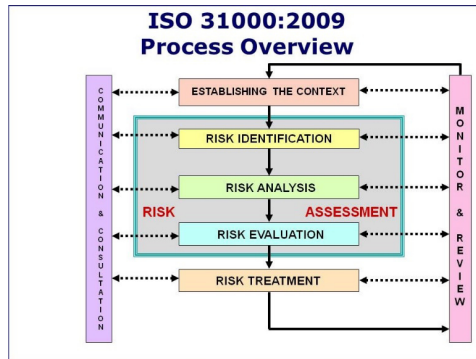 ISO 31000:2009
Process Overview
ESTABLISHING THE CONTEXT
RISK IDENTIFICATION
RISK ANALYSIS
RISK ASSESSMENT
RISK EVALUATION
RISK TREATMENT
COMMUNICATION & CONSULTATION
MONITOR & REVIEW